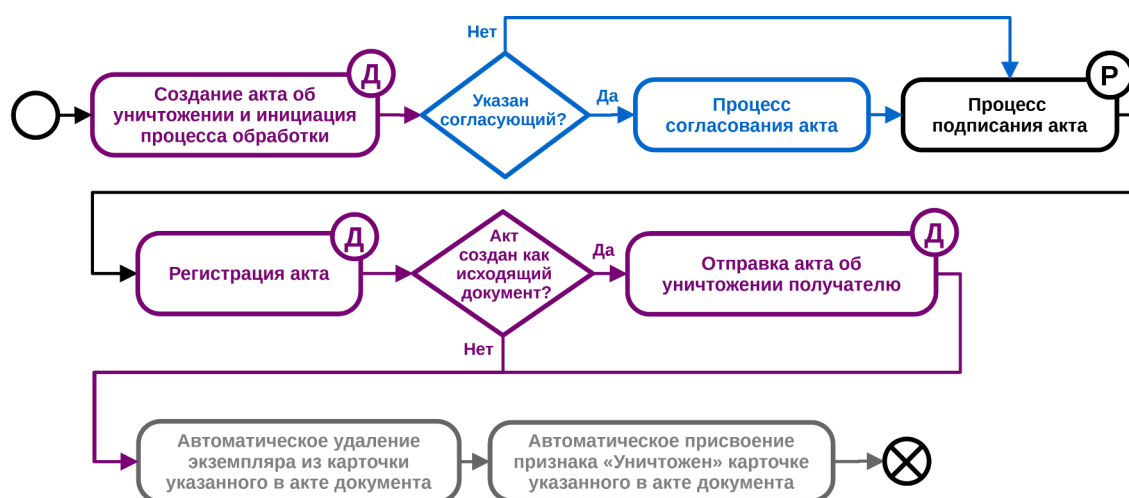 Нет
Д
Р
Создание акта об
уничтожении и инициация
процесса обработки
Указан
согласующий?
Да
Процесс
согласования акта
Процесс
подписания акта
Д
Д
Регистрация акта
Акт
создан как
исходящий
документ?
Да
Отправка акта об
уничтожении получателю
Нет
Автоматическое удаление
экземпляра из карточки
указанного в акте документа
Автоматическое присвоение
признака «Уничтожен» карточке
указанного в акте документа